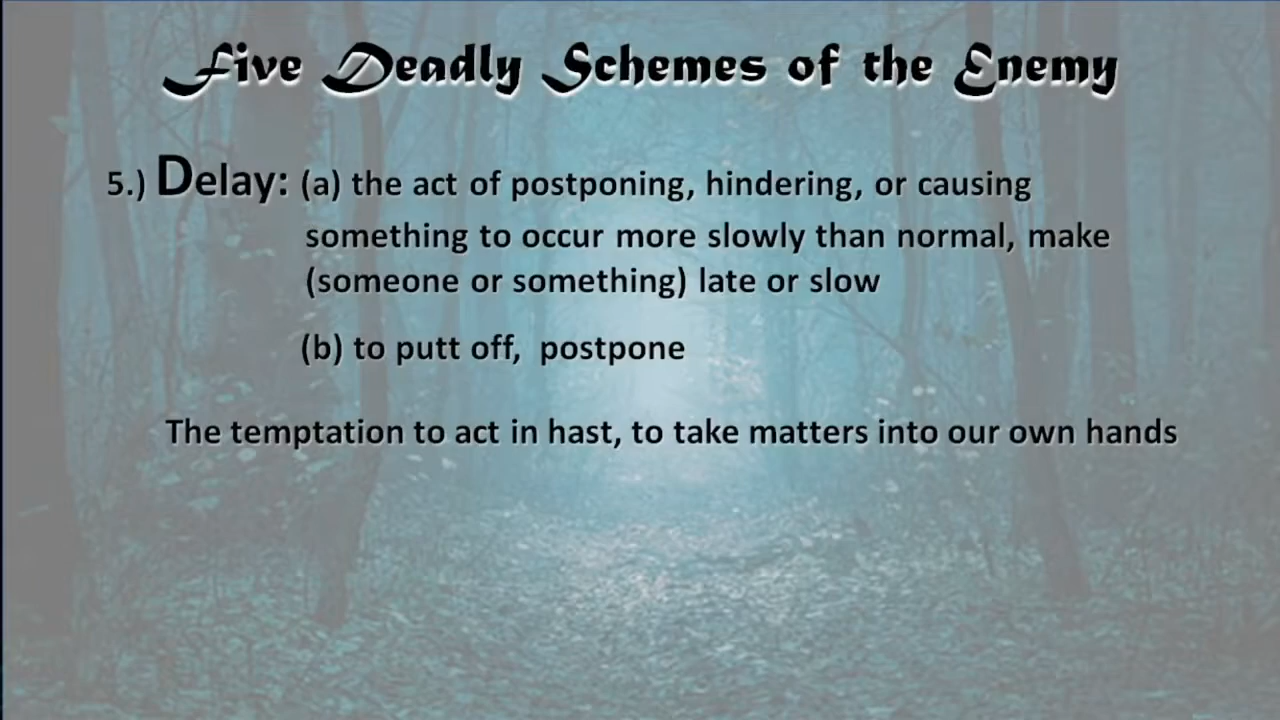 Five Deadly Schemes of the Enemy
5.) Delay: (a) the act of postponing, hindering, or causing
something to occur more slowly than normal, make
(someone or something) late or slow
(b) to putt off,  postpone
The temptation to act in hast, to take matters into our own hands